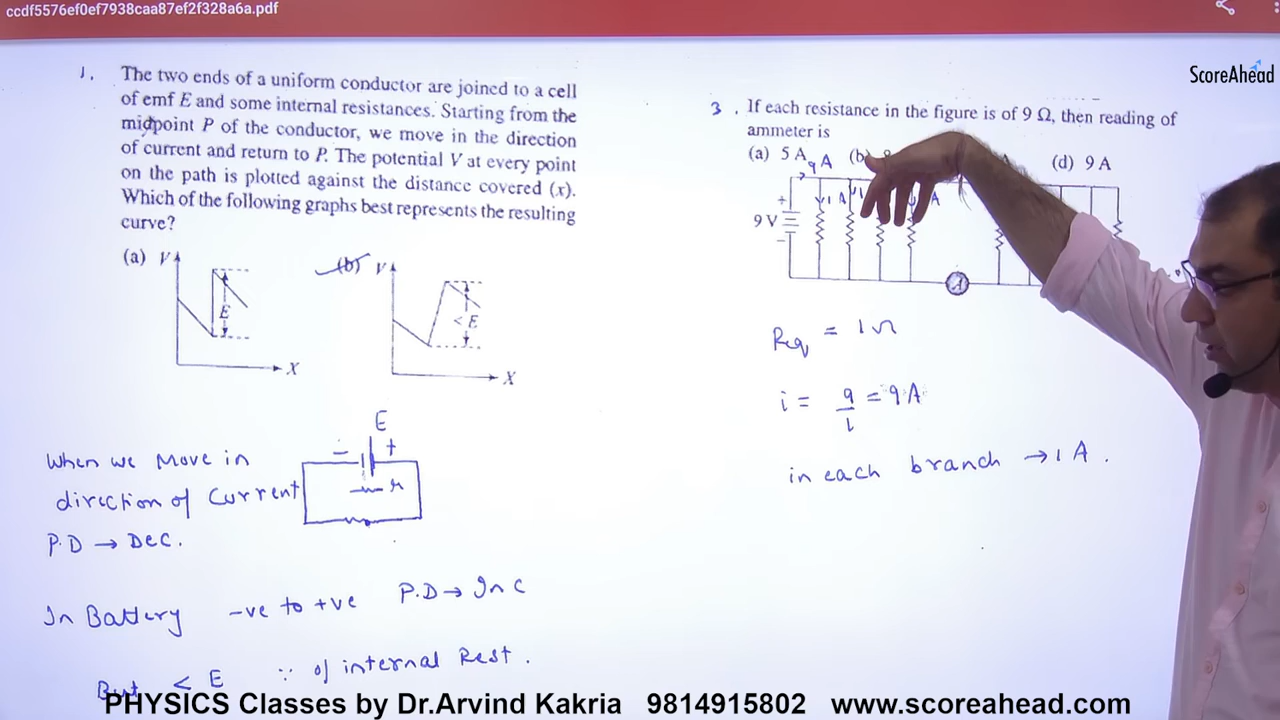 ccdf5576ef0ef7938caa87ef2f328a6a.pdf
ScoreAhead
1. The two ends of a uniform conductor are joined to a cell
of emf E and some internal resistances. Starting from the
midpoint P of the conductor, we move in the direction
of current and return to P. The potential V at every point
on the path is plotted against the distance covered (x).
Which of the following graphs best represents the resulting
curve?
(a) V
E
X
(b) V
< E
X
When we move in
direction of current
P.D → Dec.
E
- +
r
In Battery -ve to +ve P.D → Inc
But < E ∵ of internal Rest.
3. If each resistance in the figure is of 9 Ω, then reading of
ammeter is
(a) 5 A (b) (d) 9 A
9 A
+ 1 A A
9 V
-
A
Req = 1 Ω
i = 9/1 = 9 A
in each branch → 1 A.
PHYSICS Classes by Dr.Arvind Kakria 9814915802 www.scoreahead.com